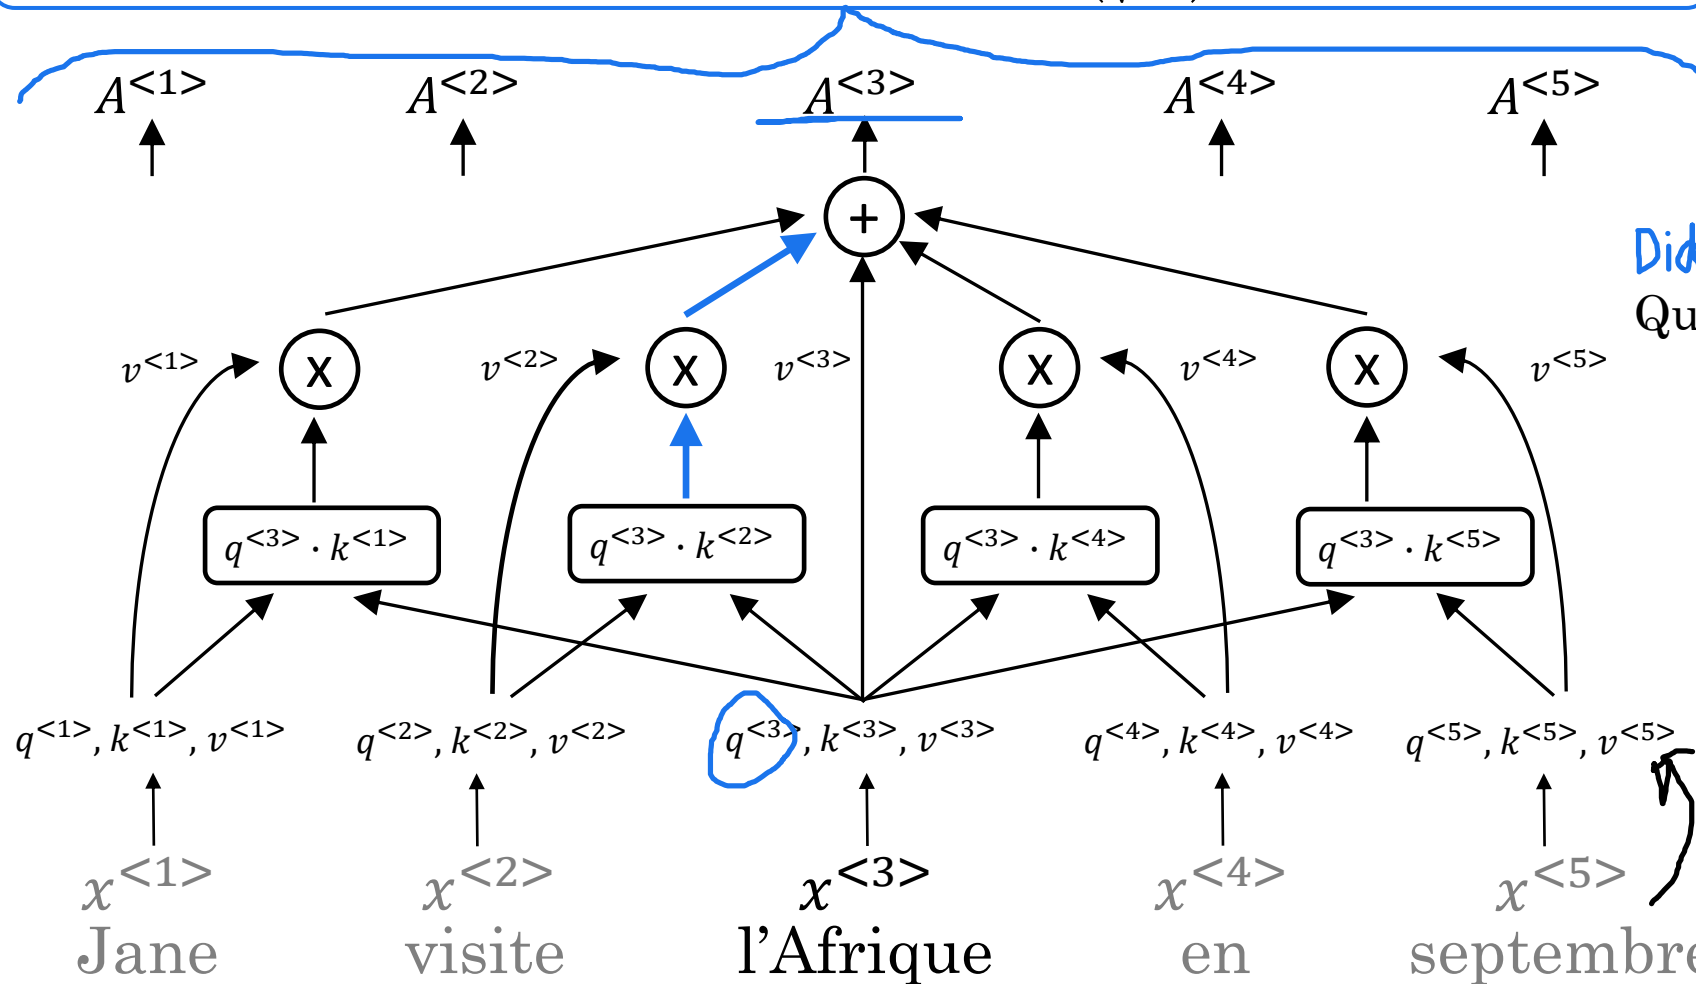 A<1> A<2> A<3> A<4> A<5>
+
v<1> x v<2> x v<3> x v<4> x v<5>
q<3> · k<1> q<3> · k<2> q<3> · k<4> q<3> · k<5>
q<1>, k<1>, v<1> q<2>, k<2>, v<2> q<3>, k<3>, v<3> q<4>, k<4>, v<4> q<5>, k<5>, v<5>
x<1> x<2> x<3> x<4> x<5>
Jane visite l’Afrique en septembre